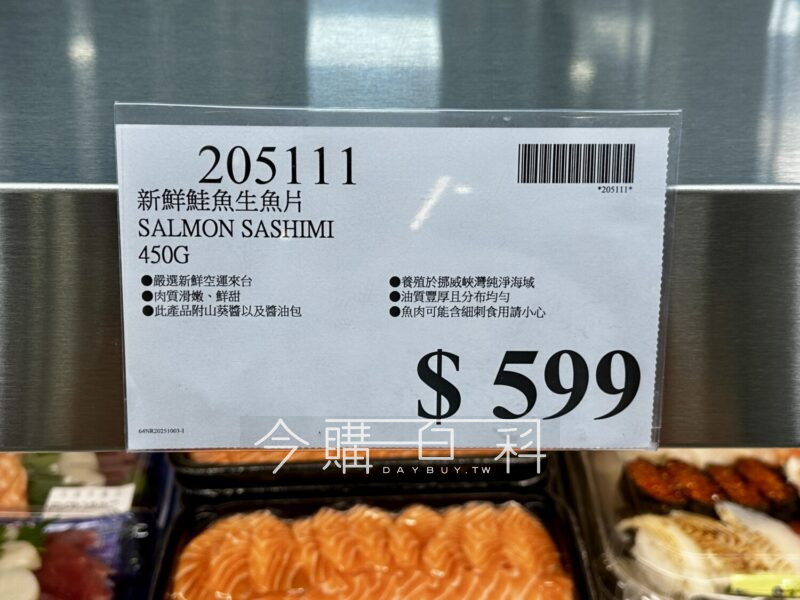 205111
*205111*
新鮮鮭魚生魚片
SALMON SASHIMI
450G
●嚴選新鮮空運來台
●肉質滑嫩、鮮甜
●此產品附山葵醬以及醬油包
●養殖於挪威峽灣純淨海域
●油質豐厚且分布均勻
●魚肉可能含細刺食用請小心
$ 599
64NR20251003-1
今購百科
DAYBUY.TW